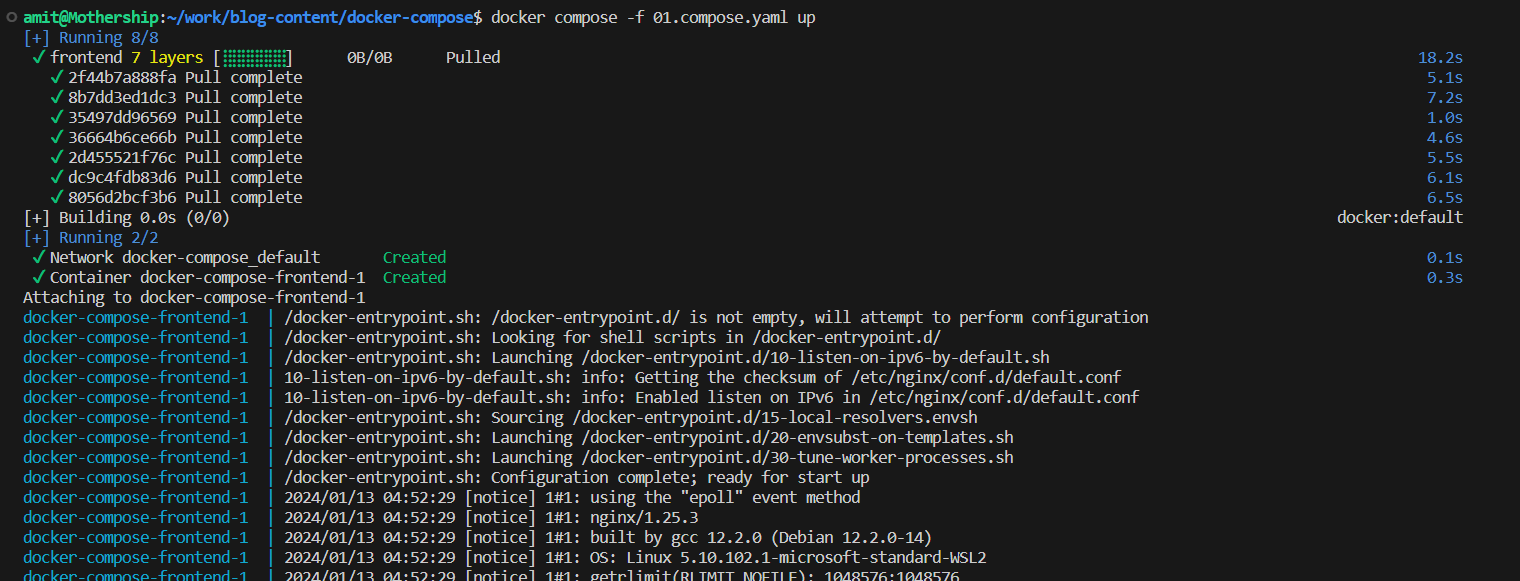 amit@Mothership:~/work/blog-content/docker-compose$ docker compose -f 01.compose.yaml up
[+] Running 8/8
✓ frontend 7 layers [⣿⣿⣿⣿⣿⣿⣿] 0B/0B Pulled 18.2s
✓ 2f44b7a888fa Pull complete 5.1s
✓ 8b7dd3ed1dc3 Pull complete 7.2s
✓ 35497dd96569 Pull complete 1.0s
✓ 36664b6ce66b Pull complete 4.6s
✓ 2d455521f76c Pull complete 5.5s
✓ dc9c4fdb83d6 Pull complete 6.1s
✓ 8056d2bcf3b6 Pull complete 6.5s
[+] Building 0.0s (0/0) docker:default
[+] Running 2/2
✓ Network docker-compose_default Created 0.1s
✓ Container docker-compose-frontend-1 Created 0.3s
Attaching to docker-compose-frontend-1
docker-compose-frontend-1 | /docker-entrypoint.sh: /docker-entrypoint.d/ is not empty, will attempt to perform configuration
docker-compose-frontend-1 | /docker-entrypoint.sh: Looking for shell scripts in /docker-entrypoint.d/
docker-compose-frontend-1 | /docker-entrypoint.sh: Launching /docker-entrypoint.d/10-listen-on-ipv6-by-default.sh
docker-compose-frontend-1 | 10-listen-on-ipv6-by-default.sh: info: Getting the checksum of /etc/nginx/conf.d/default.conf
docker-compose-frontend-1 | 10-listen-on-ipv6-by-default.sh: info: Enabled listen on IPv6 in /etc/nginx/conf.d/default.conf
docker-compose-frontend-1 | /docker-entrypoint.sh: Sourcing /docker-entrypoint.d/15-local-resolvers.envsh
docker-compose-frontend-1 | /docker-entrypoint.sh: Launching /docker-entrypoint.d/20-envsubst-on-templates.sh
docker-compose-frontend-1 | /docker-entrypoint.sh: Launching /docker-entrypoint.d/30-tune-worker-processes.sh
docker-compose-frontend-1 | /docker-entrypoint.sh: Configuration complete; ready for start up
docker-compose-frontend-1 | 2024/01/13 04:52:29 [notice] 1#1: using the "epoll" event method
docker-compose-frontend-1 | 2024/01/13 04:52:29 [notice] 1#1: nginx/1.25.3
docker-compose-frontend-1 | 2024/01/13 04:52:29 [notice] 1#1: built by gcc 12.2.0 (Debian 12.2.0-14)
docker-compose-frontend-1 | 2024/01/13 04:52:29 [notice] 1#1: OS: Linux 5.10.102.1-microsoft-standard-WSL2
docker-compose-frontend-1 | 2024/01/13 04:52:29 [notice] 1#1: getrlimit(RLIMIT_NOFILE): 1048576:1048576